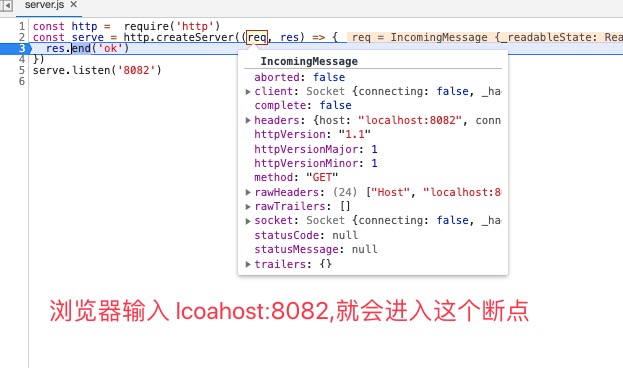 server.js ×
1 const http =  require('http')
2 const serve = http.createServer((req, res) => { req = IncomingMessage {_readableState: Rea
3 res.end('ok')
4 })
5 serve.listen('8082')
6
IncomingMessage
aborted: false
client: Socket {connecting: false, _ha
complete: false
headers: {host: "localhost:8082", conn
httpVersion: "1.1"
httpVersionMajor: 1
httpVersionMinor: 1
method: "GET"
rawHeaders: (24) ["Host", "localhost:8
rawTrailers: []
socket: Socket {connecting: false, _ha
statusCode: null
statusMessage: null
trailers: {}
浏览器输入 lcoahost:8082,就会进入这个断点